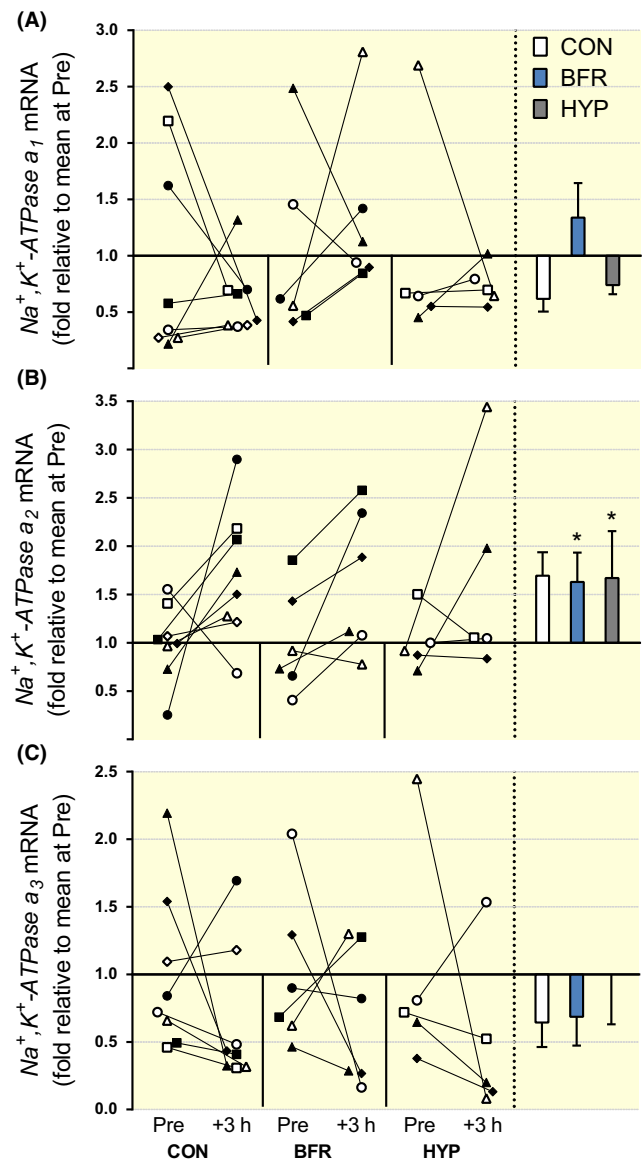 (A)
Na⁺,K⁺-ATPase a₁ mRNA
(fold relative to mean at Pre)
3.0
2.5
2.0
1.5
1.0
0.5
0.0
CON
BFR
HYP
(B)
Na⁺,K⁺-ATPase a₂ mRNA
(fold relative to mean at Pre)
3.5
3.0
2.5
2.0
1.5
1.0
0.5
* *
(C)
Na⁺,K⁺-ATPase a₃ mRNA
(fold relative to mean at Pre)
2.5
2.0
1.5
1.0
0.5
0.0
Pre +3 h Pre +3 h Pre +3 h
CON BFR HYP